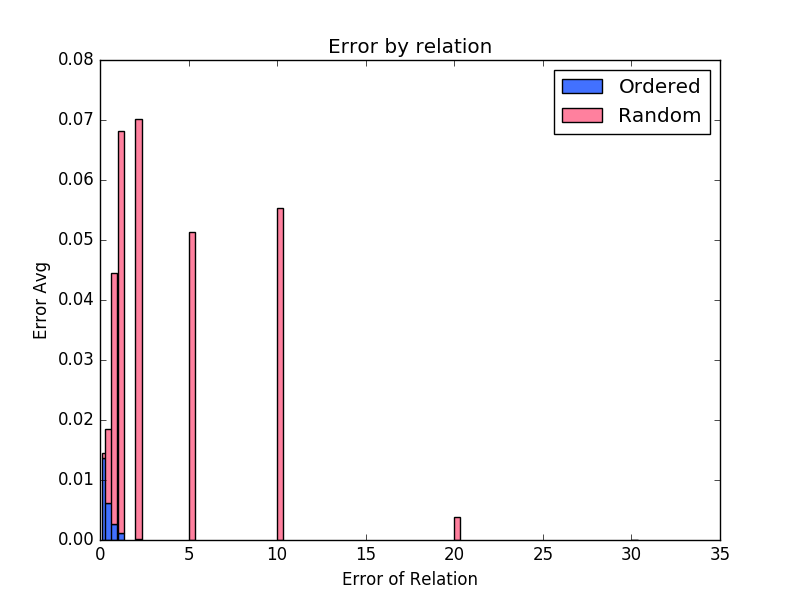 Error by relation
Ordered
Random
0.08
0.07
0.06
0.05
0.04
0.03
0.02
0.01
0.00
Error Avg
0 5 10 15 20 25 30 35
Error of Relation